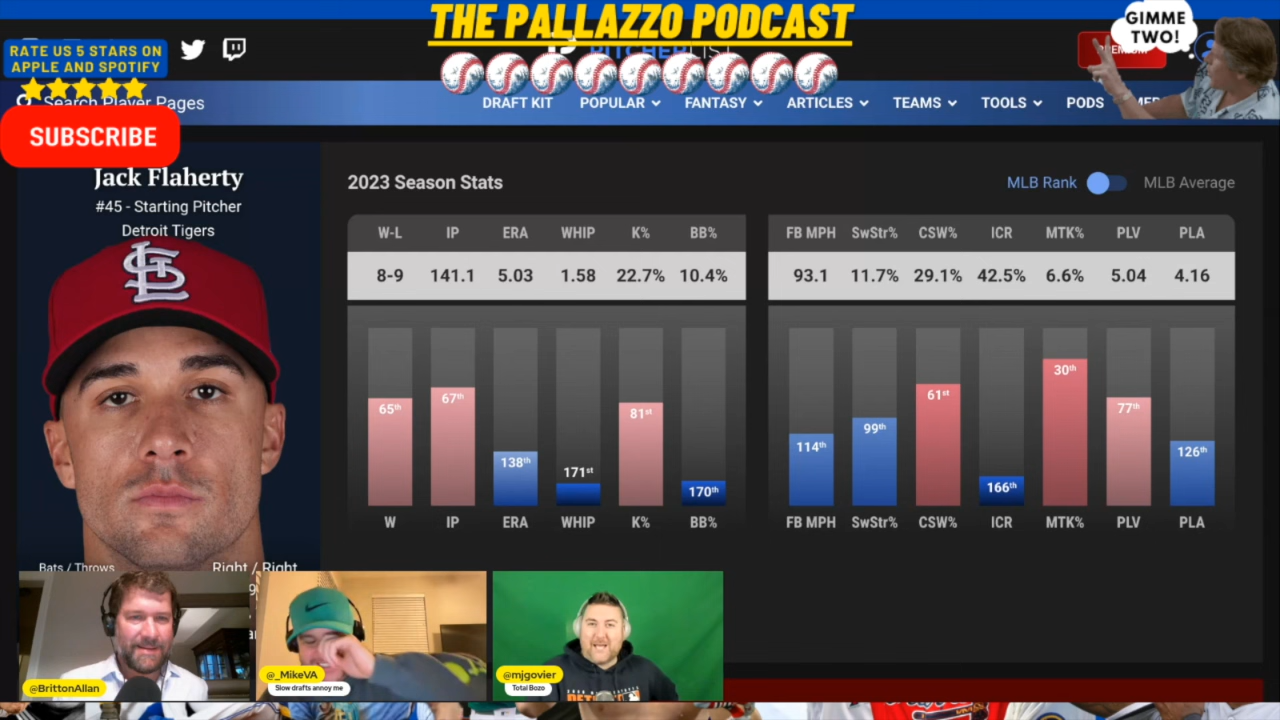 THE PALLAZZO PODCAST
GIMME
TWO!
RATE US 5 STARS ON
APPLE AND SPOTIFY
PITCHERLIST
Search Player Pages
SUBSCRIBE
DRAFT KIT POPULAR FANTASY ARTICLES TEAMS TOOLS PODS
Jack Flaherty
#45 - Starting Pitcher
Detroit Tigers
2023 Season Stats
MLB Rank MLB Average
W-L IP ERA WHIP K% BB%
8-9 141.1 5.03 1.58 22.7% 10.4%
65th 67th 138th 171st 81st 170th
W IP ERA WHIP K% BB%
FB MPH SwStr% CSW% ICR MTK% PLV PLA
93.1 11.7% 29.1% 42.5% 6.6% 5.04 4.16
114th 99th 61st 166th 30th 77th 126th
FB MPH SwStr% CSW% ICR MTK% PLV PLA
Bats / Throws Right / Right
@BrittonAllan
@_MikeVA
Slow drafts annoy me
@mjgovier
Total Bozo